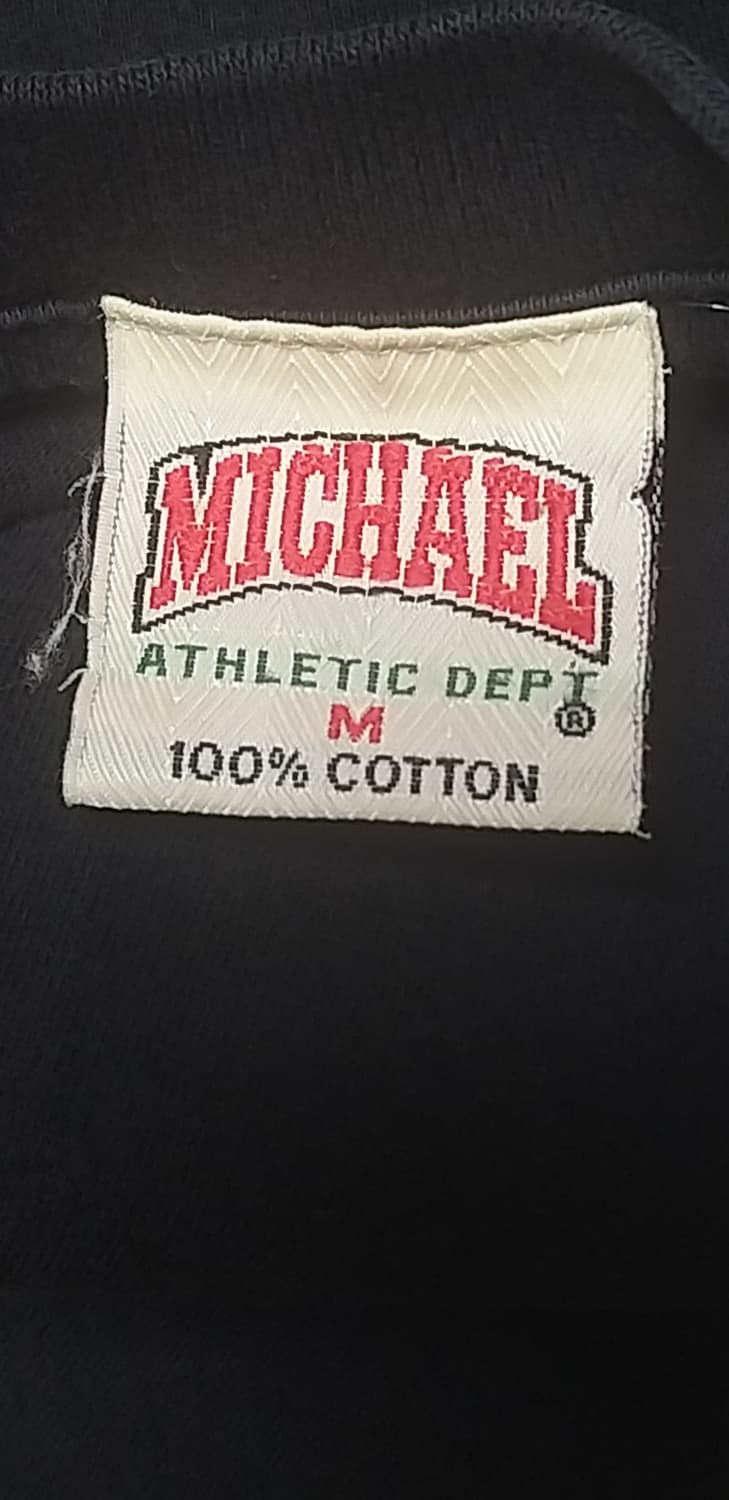 MICHAEL
ATHLETIC DEPT
®
M
100% COTTON